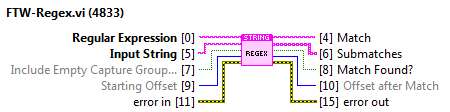 FTW-Regex.vi (4833)
Regular Expression [0]
STRING
[4] Match
Input String [5]
REGEX
[6] Submatches
Include Empty Capture Group... [7]
[8] Match Found?
Starting Offset [9]
[10] Offset after Match
error in [11]
[15] error out